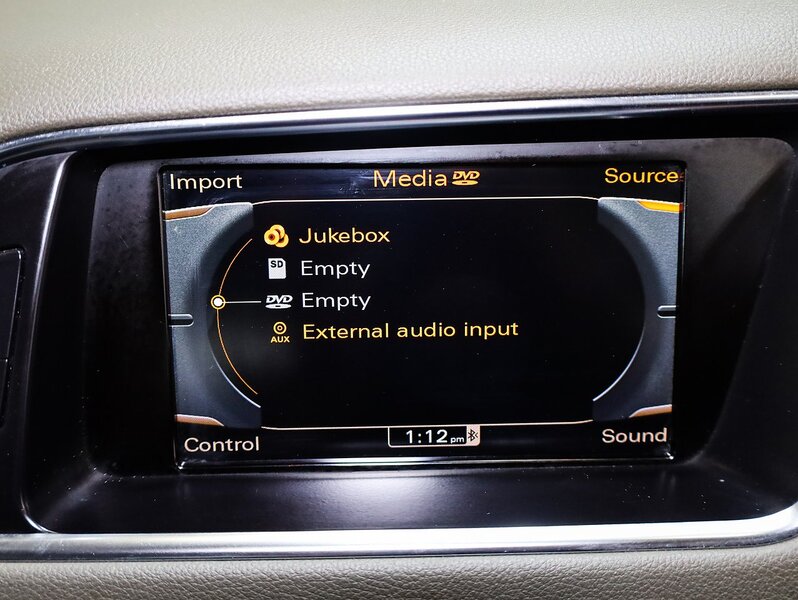 Import Media DVD Source
Jukebox
SD Empty
DVD Empty
AUX External audio input
Control 1:12 pm Sound